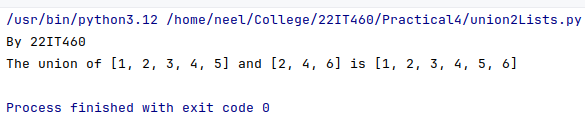 /usr/bin/python3.12 /home/neel/College/22IT460/Practical4/union2Lists.py
By 22IT460
The union of [1, 2, 3, 4, 5] and [2, 4, 6] is [1, 2, 3, 4, 5, 6]
Process finished with exit code 0